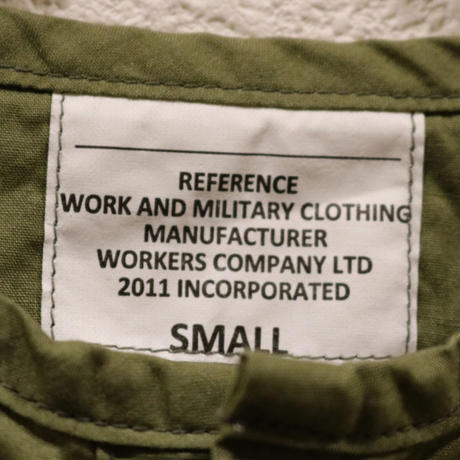 REFERENCE
WORK AND MILITARY CLOTHING
MANUFACTURER
WORKERS COMPANY LTD
2011 INCORPORATED
SMALL